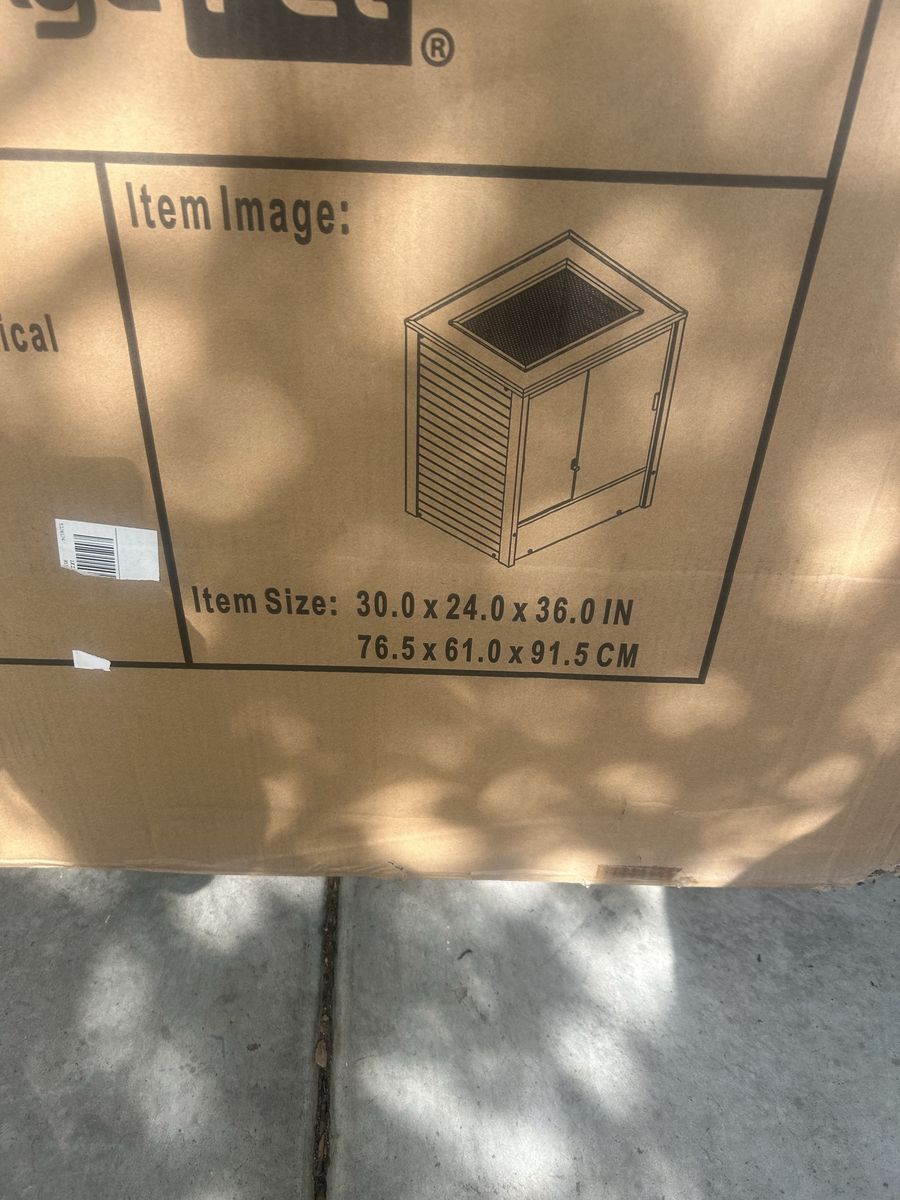 ®
Item Image:
ical
Item Size: 30.0 x 24.0 x 36.0 IN
76.5 x 61.0 x 91.5 CM